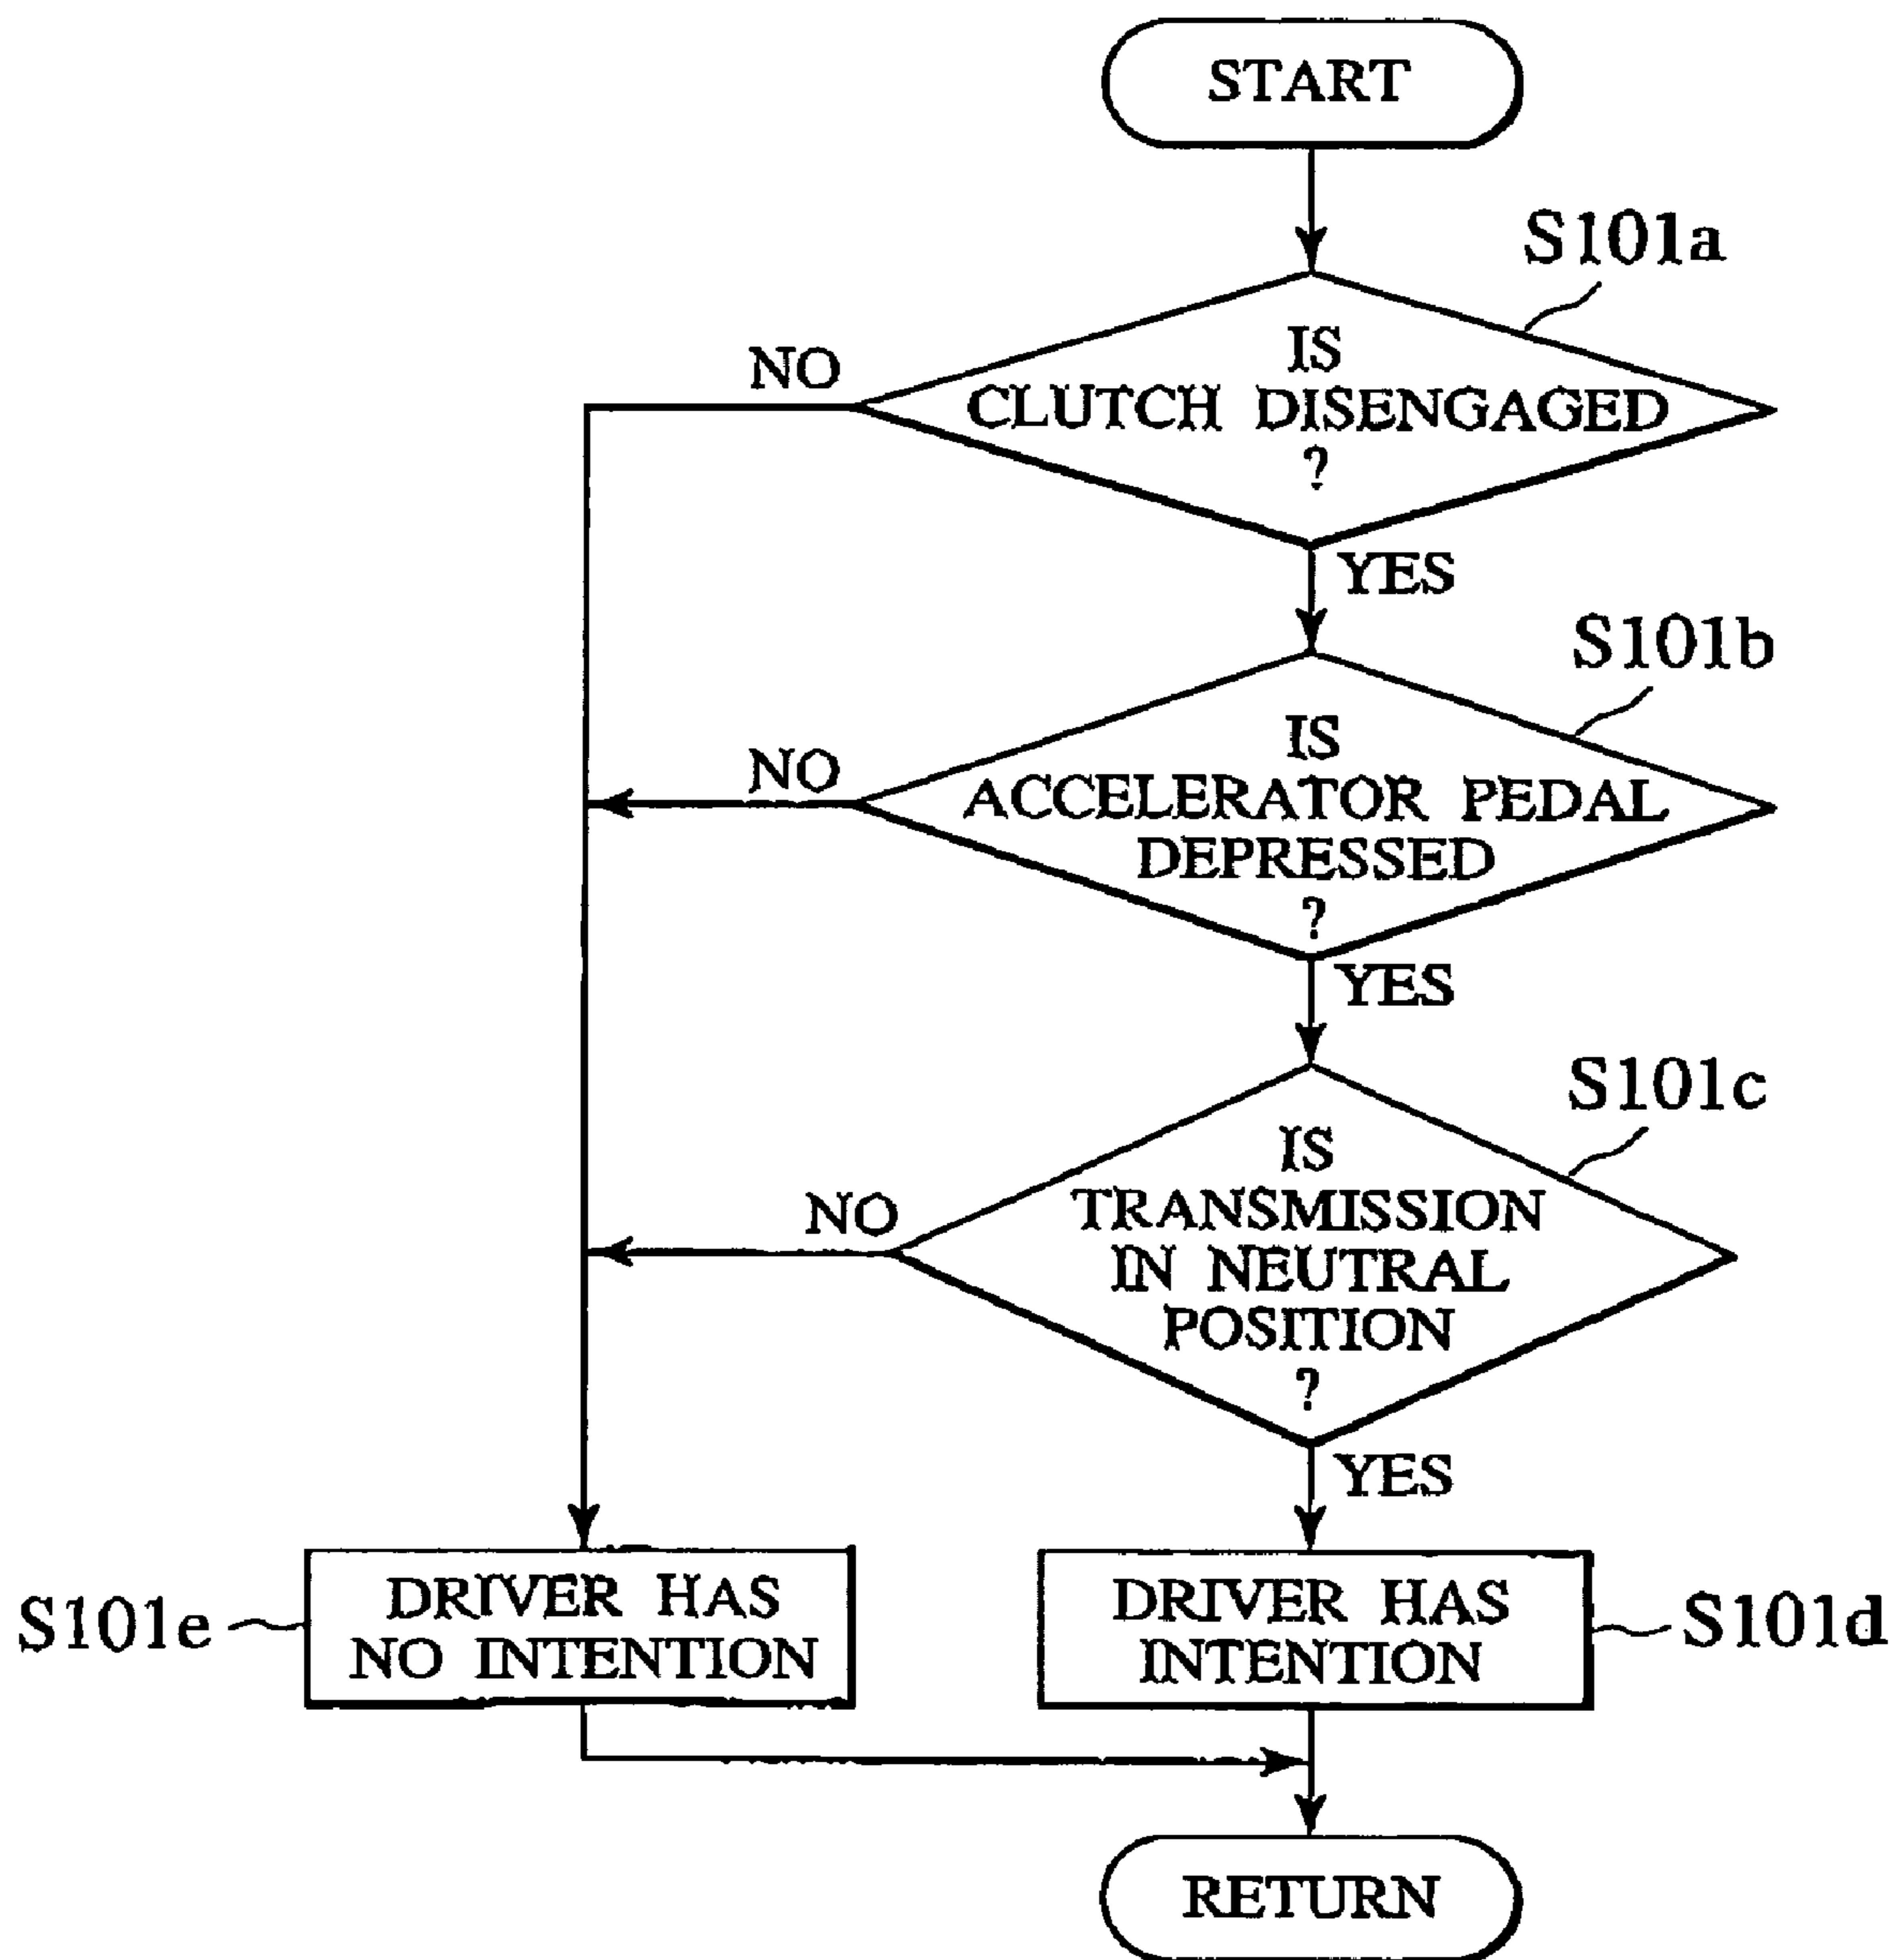 START
S101a
IS
CLUTCH DISENGAGED
?
NO
YES
S101b
IS
ACCELERATOR PEDAL
DEPRESSED
?
NO
YES
S101c
IS
TRANSMISSION
IN NEUTRAL
POSITION
?
NO
YES
S101e
DRIVER HAS
NO INTENTION
DRIVER HAS
INTENTION
S101d
RETURN